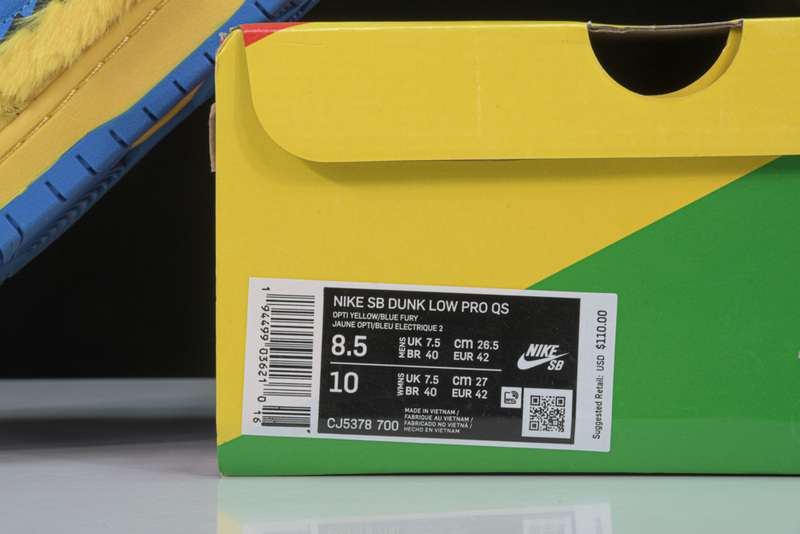 NIKE SB DUNK LOW PRO QS
OPTI YELLOW/BLUE FURY
JAUNE OPTI/BLEU ELECTRIQUE 2
8.5 MENS UK 7.5 cm 26.5
BR 40 EUR 42
10 WMNS UK 7.5 cm 27
BR 40 EUR 42
NIKE
SB
CJ5378 700
MADE IN VIETNAM /
FABRIQUE AU VIETNAM /
FABRICADO NO VIETNÃ /
HECHO EN VIETNAM
1 94499 03621 0 16
Suggested Retail: USD $110.00